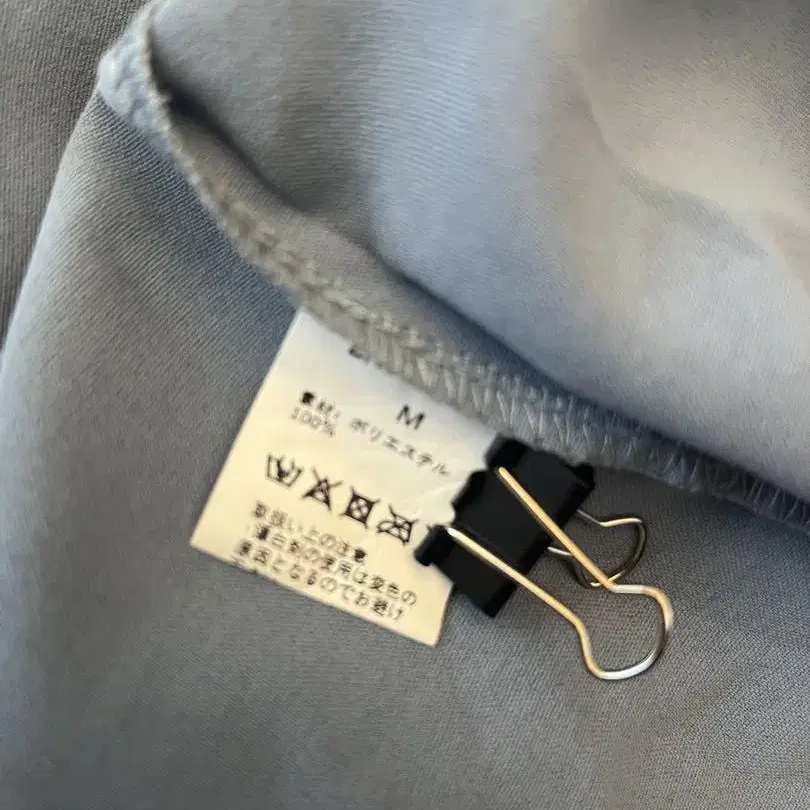 M
素材: ポリエステル
100%
取扱い上の注意
漂白剤の使用は変色の
原因となるのでお避け